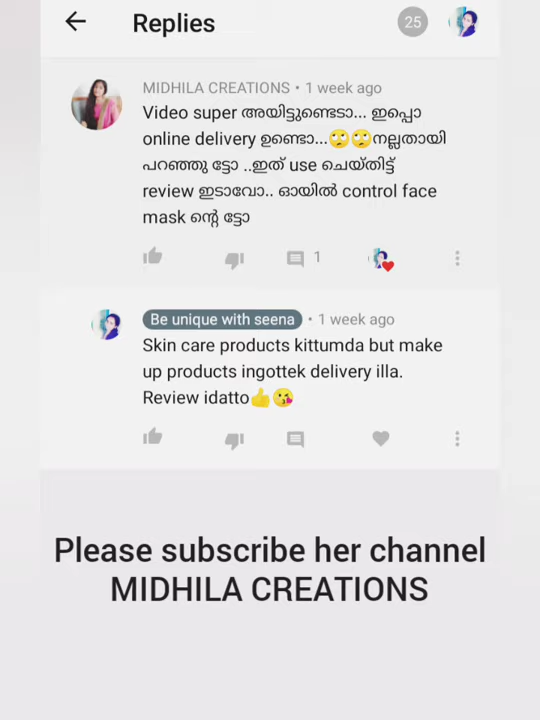 Replies
25
MIDHILA CREATIONS • 1 week ago
Video super അയിട്ടുണ്ടെടാ... ഇപ്പൊ
online delivery ഉണ്ടൊ...🙄🙄നല്ലതായി
പറഞ്ഞു ട്ടോ ..ഇത് use ചെയ്തിട്ട്
review ഇടാവോ.. ഓയിൽ control face
mask ന്റെ ട്ടോ
1
Be unique with seena • 1 week ago
Skin care products kittumda but make
up products ingottek delivery illa.
Review idatto👍😘
Please subscribe her channel
MIDHILA CREATIONS